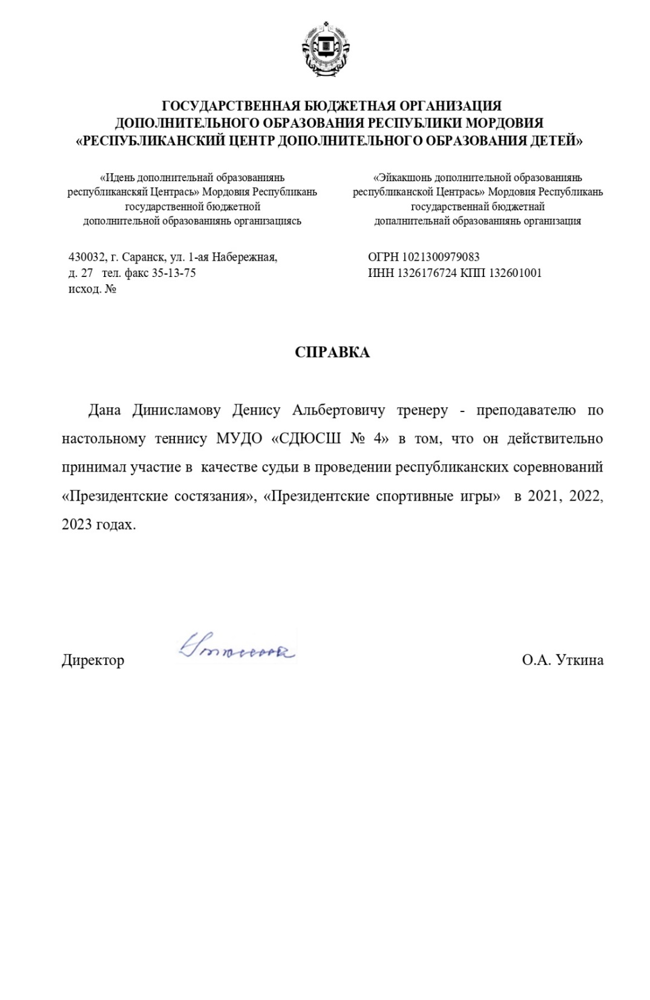 ГОСУДАРСТВЕННАЯ БЮДЖЕТНАЯ ОРГАНИЗАЦИЯ
ДОПОЛНИТЕЛЬНОГО ОБРАЗОВАНИЯ РЕСПУБЛИКИ МОРДОВИЯ
«РЕСПУБЛИКАНСКИЙ ЦЕНТР ДОПОЛНИТЕЛЬНОГО ОБРАЗОВАНИЯ ДЕТЕЙ»
«Идень дополнительнай образованиянь
республиканскяй Центрась» Мордовия Республикань
государственной бюджетной
дополнительной образованиянь организациясь
«Эйкакшонь дополнительной образованиянь
республиканской Центрась» Мордовия Республикань
государственнай бюджетнай
допалнительнай образованиянь организация
430032, г. Саранск, ул. 1-ая Набережная,
д. 27 тел. факс 35-13-75
исход. №
ОГРН 1021300979083
ИНН 1326176724 КПП 132601001
СПРАВКА
Дана Динисламову Денису Альбертовичу тренеру - преподавателю по
настольному теннису МУДО «СДЮСШ № 4» в том, что он действительно
принимал участие в качестве судьи в проведении республиканских соревнований
«Президентские состязания», «Президентские спортивные игры» в 2021, 2022,
2023 годах.
Директор
О.А. Уткина